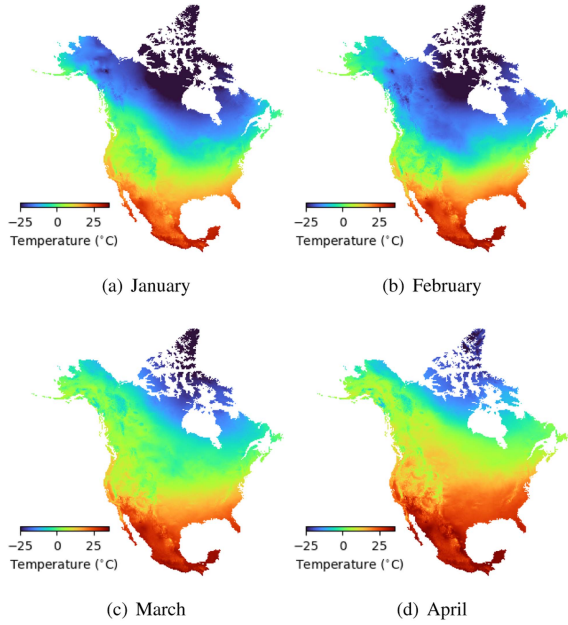 −25 0 25
Temperature (°C)
−25 0 25
Temperature (°C)
(a) January
(b) February
−25 0 25
Temperature (°C)
−25 0 25
Temperature (°C)
(c) March
(d) April